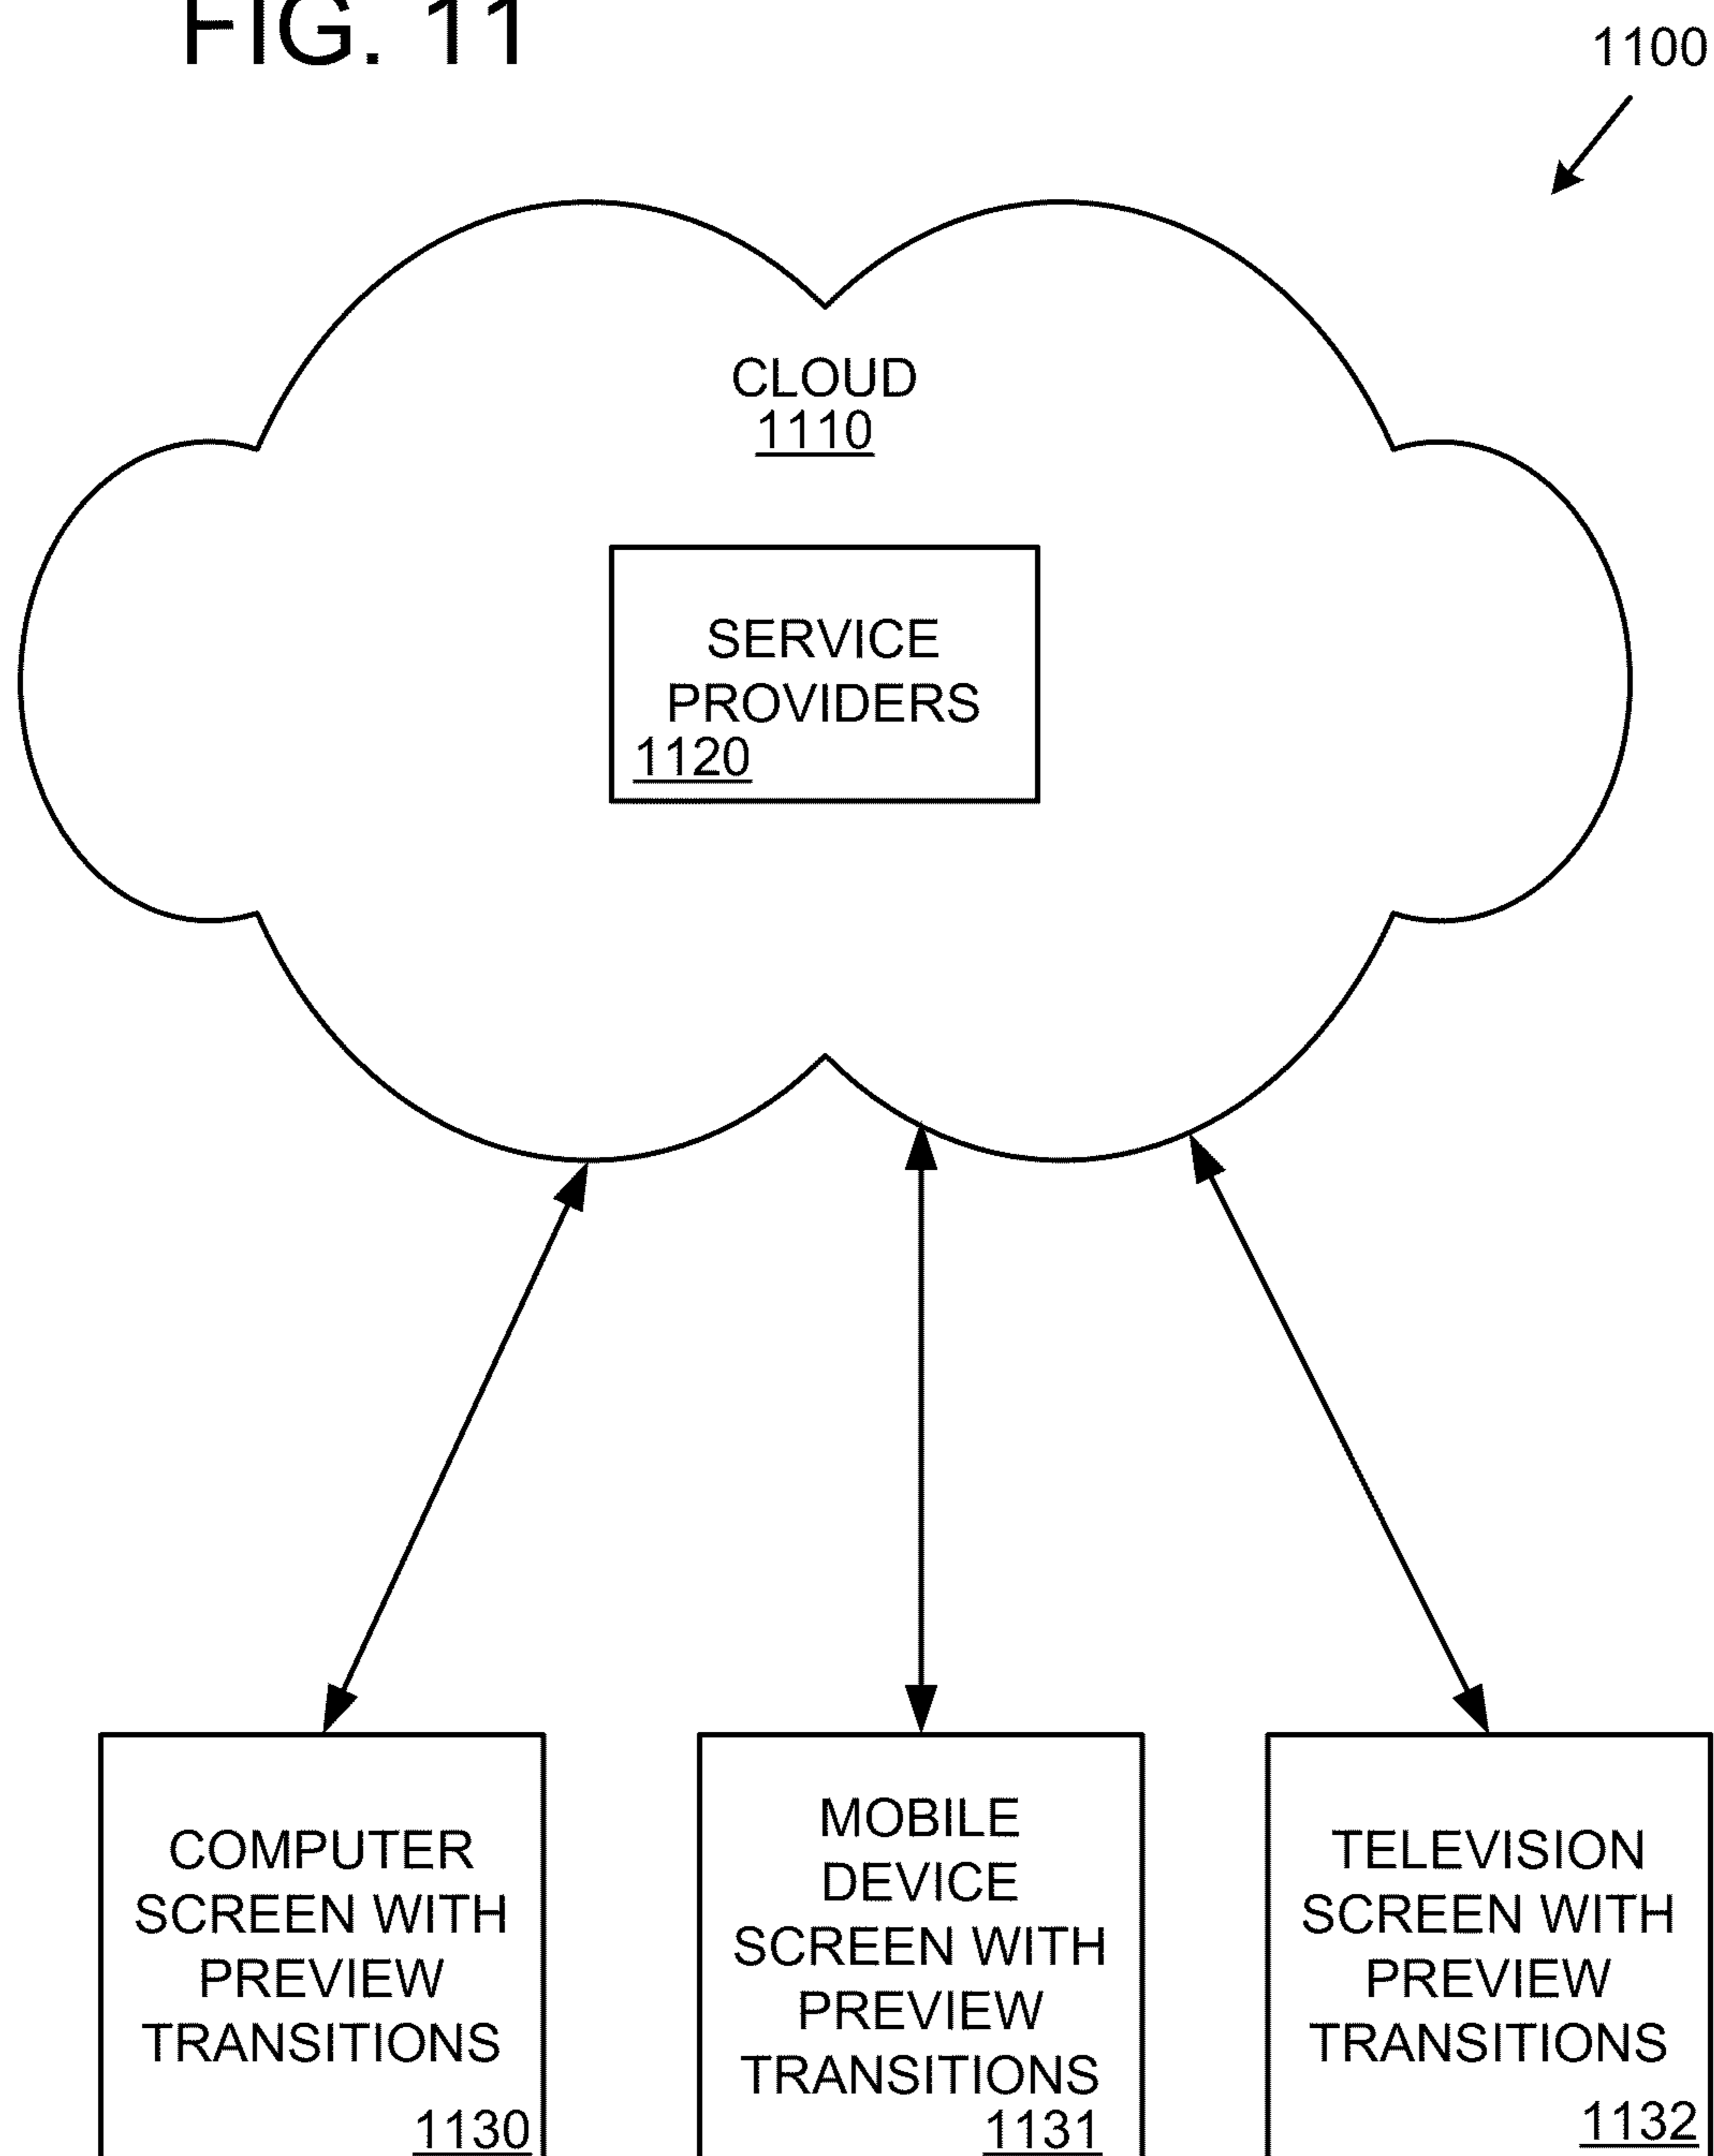 FIG. 11
1100
CLOUD
1110
SERVICE
PROVIDERS
1120
COMPUTER
SCREEN WITH
PREVIEW
TRANSITIONS
1130
MOBILE
DEVICE
SCREEN WITH
PREVIEW
TRANSITIONS
1131
TELEVISION
SCREEN WITH
PREVIEW
TRANSITIONS
1132